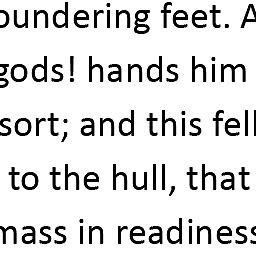 oundering feet. A
gods! hands him
sort; and this fell
to the hull, that
mass in readiness